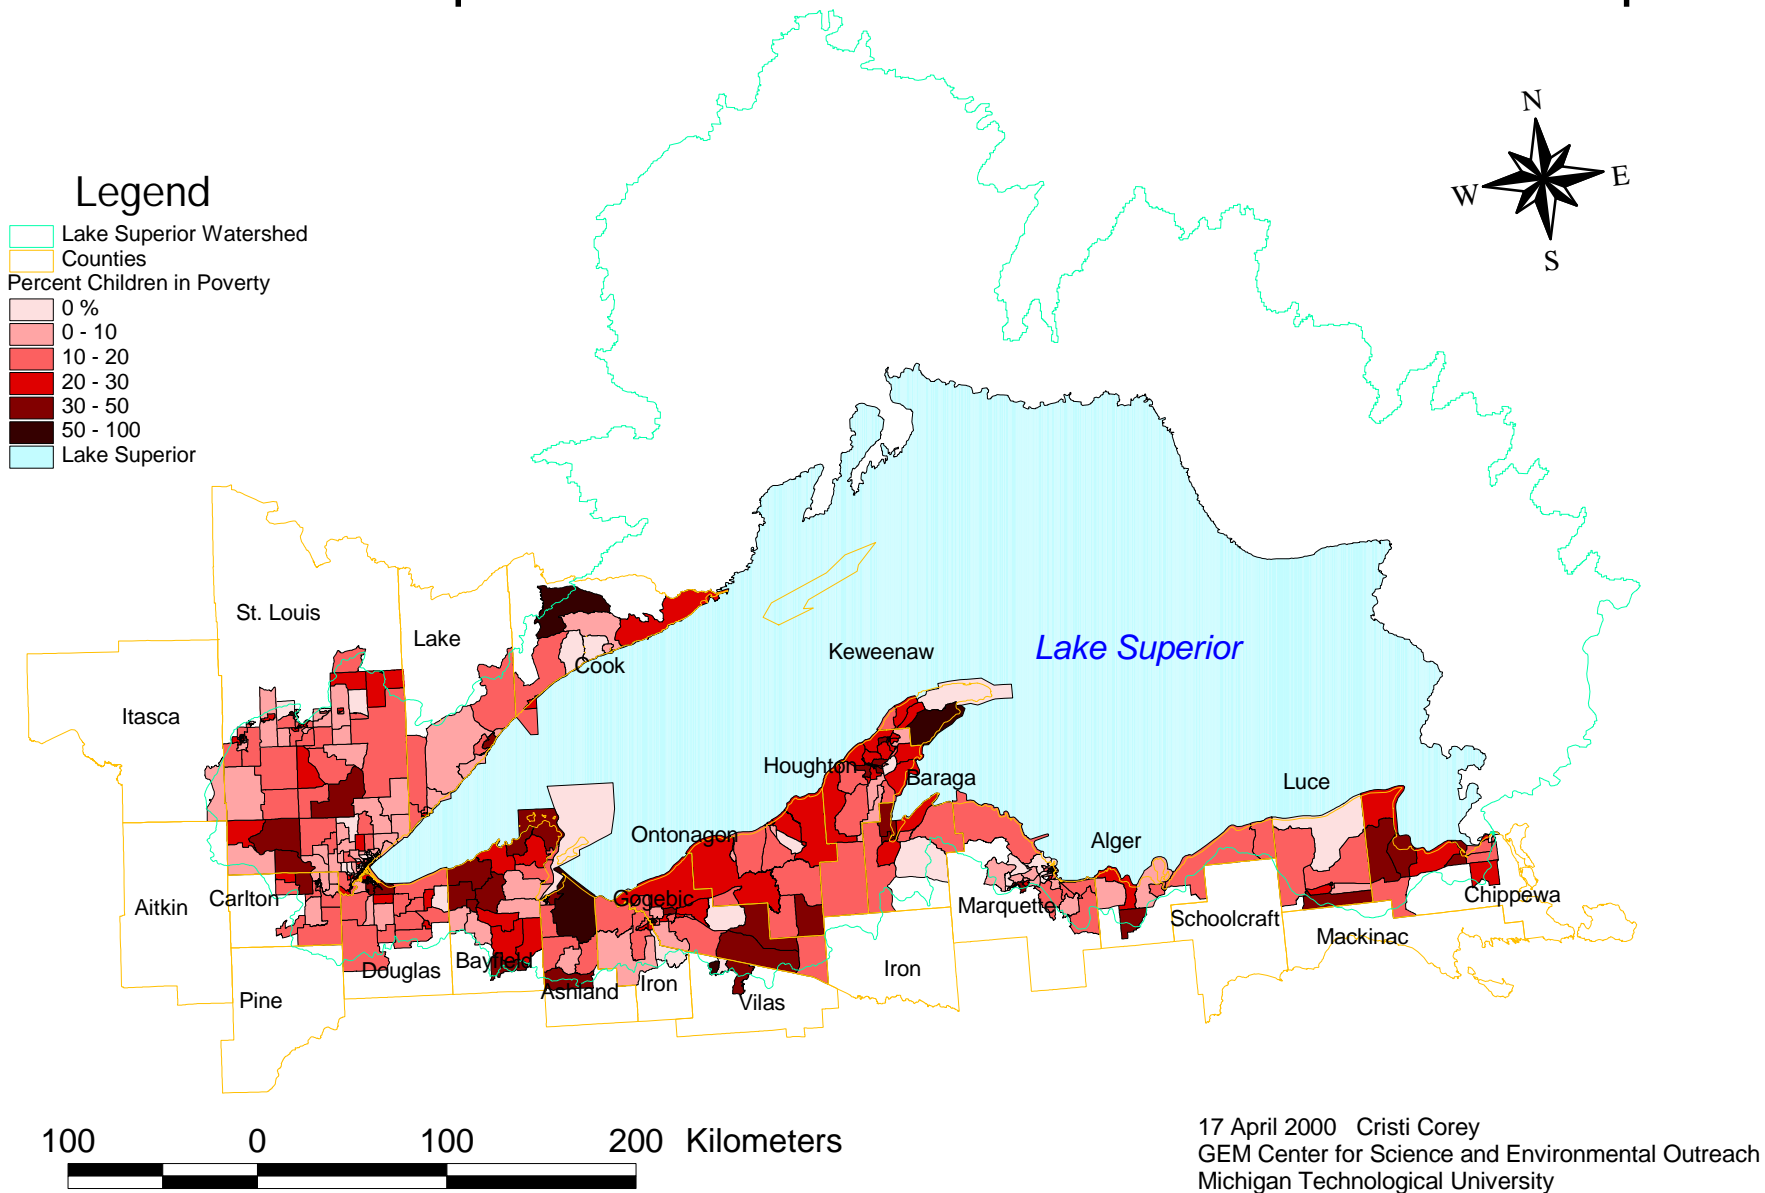 N
W
E
S
Legend
Lake Superior Watershed
Counties
Percent Children in Poverty
0 %
0 - 10
10 - 20
20 - 30
30 - 50
50 - 100
Lake Superior
St. Louis
Lake
Cook
Keweenaw
Lake Superior
Itasca
Houghton
Baraga
Luce
Ontonagon
Alger
Aitkin
Carlton
Gogebic
Marquette
Schoolcraft
Chippewa
Mackinac
Pine
Douglas
Bayfield
Ashland
Iron
Vilas
Iron
100 0 100 200 Kilometers
17 April 2000 Cristi Corey
GEM Center for Science and Environmental Outreach
Michigan Technological University